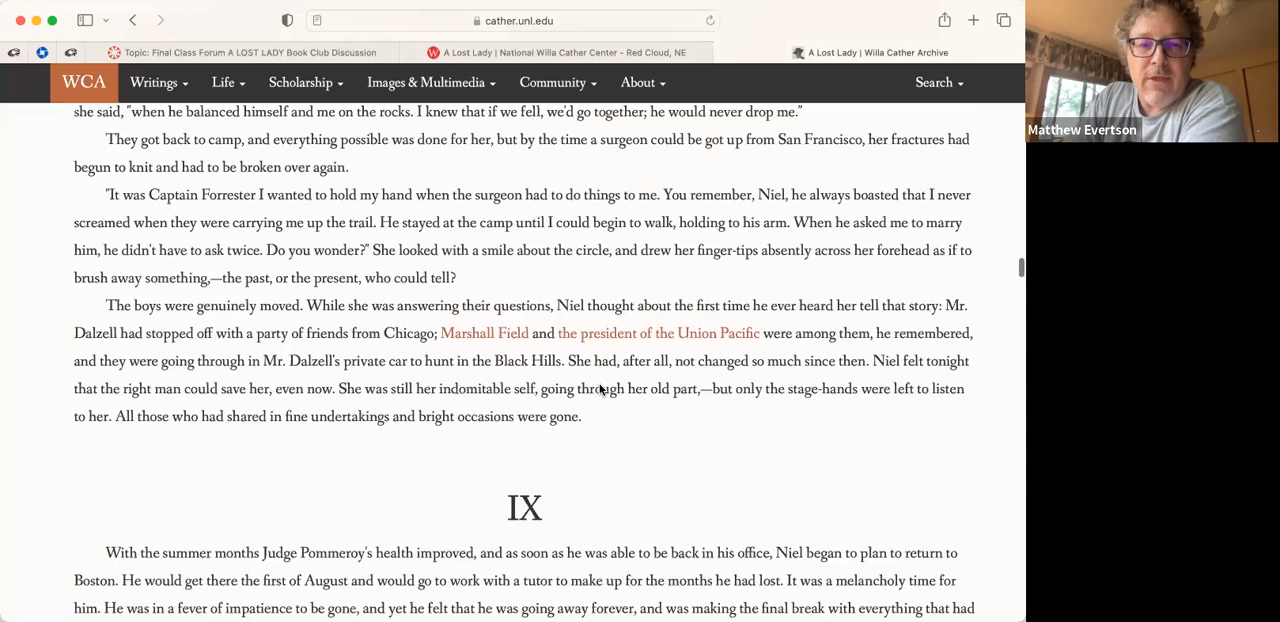 cather.unl.edu
Topic: Final Class Forum A LOST LADY Book Club Discussion
A Lost Lady | National Willa Cather Center - Red Cloud, NE
A Lost Lady | Willa Cather Archive
WCA Writings Life Scholarship Images & Multimedia Community About Search
Matthew Evertson
she said, "when he balanced himself and me on the rocks. I knew that if we fell, we'd go together; he would never drop me."
They got back to camp, and everything possible was done for her, but by the time a surgeon could be got up from San Francisco, her fractures had
begun to knit and had to be broken over again.
"It was Captain Forrester I wanted to hold my hand when the surgeon had to do things to me. You remember, Niel, he always boasted that I never
screamed when they were carrying me up the trail. He stayed at the camp until I could begin to walk, holding to his arm. When he asked me to marry
him, he didn't have to ask twice. Do you wonder?" She looked with a smile about the circle, and drew her finger-tips absently across her forehead as if to
brush away something,—the past, or the present, who could tell?
The boys were genuinely moved. While she was answering their questions, Niel thought about the first time he ever heard her tell that story: Mr.
Dalzell had stopped off with a party of friends from Chicago; Marshall Field and the president of the Union Pacific were among them, he remembered,
and they were going through in Mr. Dalzell's private car to hunt in the Black Hills. She had, after all, not changed so much since then. Niel felt tonight
that the right man could save her, even now. She was still her indomitable self, going through her old part,—but only the stage-hands were left to listen
to her. All those who had shared in fine undertakings and bright occasions were gone.
IX
With the summer months Judge Pommeroy's health improved, and as soon as he was able to be back in his office, Niel began to plan to return to
Boston. He would get there the first of August and would go to work with a tutor to make up for the months he had lost. It was a melancholy time for
him. He was in a fever of impatience to be gone, and yet he felt that he was going away forever, and was making the final break with everything that had